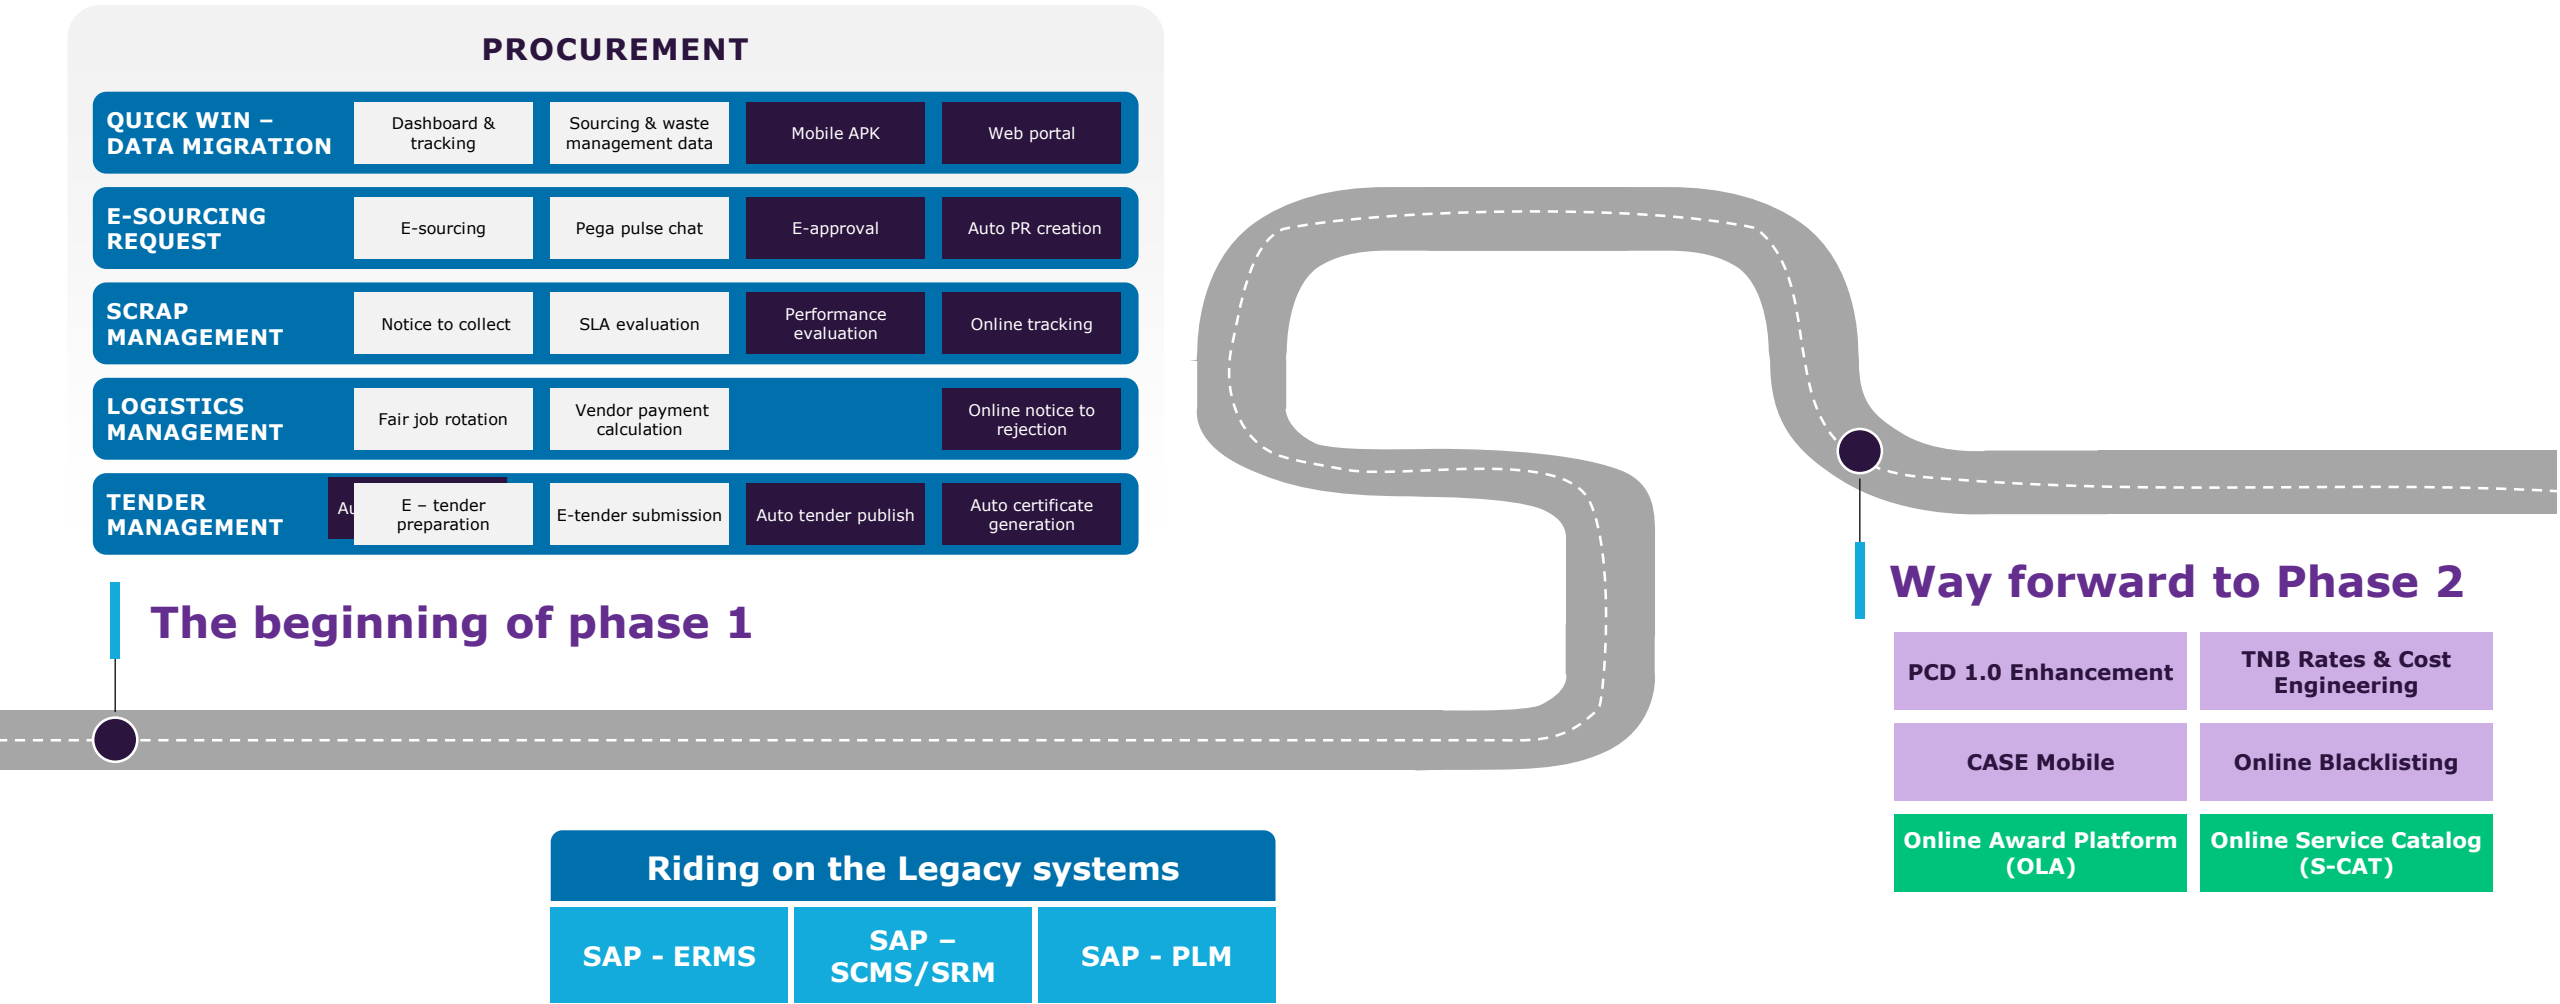 PROCUREMENT
QUICK WIN –
DATA MIGRATION
Dashboard &
tracking
Sourcing & waste
management data
Mobile APK
Web portal
E-SOURCING
REQUEST
E-sourcing
Pega pulse chat
E-approval
Auto PR creation
SCRAP
MANAGEMENT
Notice to collect
SLA evaluation
Performance
evaluation
Online tracking
LOGISTICS
MANAGEMENT
Fair job rotation
Vendor payment
calculation
Online notice to
rejection
TENDER
MANAGEMENT
E – tender
preparation
E-tender submission
Auto tender publish
Auto certificate
generation
The beginning of phase 1
Way forward to Phase 2
PCD 1.0 Enhancement
TNB Rates & Cost
Engineering
CASE Mobile
Online Blacklisting
Online Award Platform
(OLA)
Online Service Catalog
(S-CAT)
Riding on the Legacy systems
SAP - ERMS
SAP –
SCMS/SRM
SAP - PLM